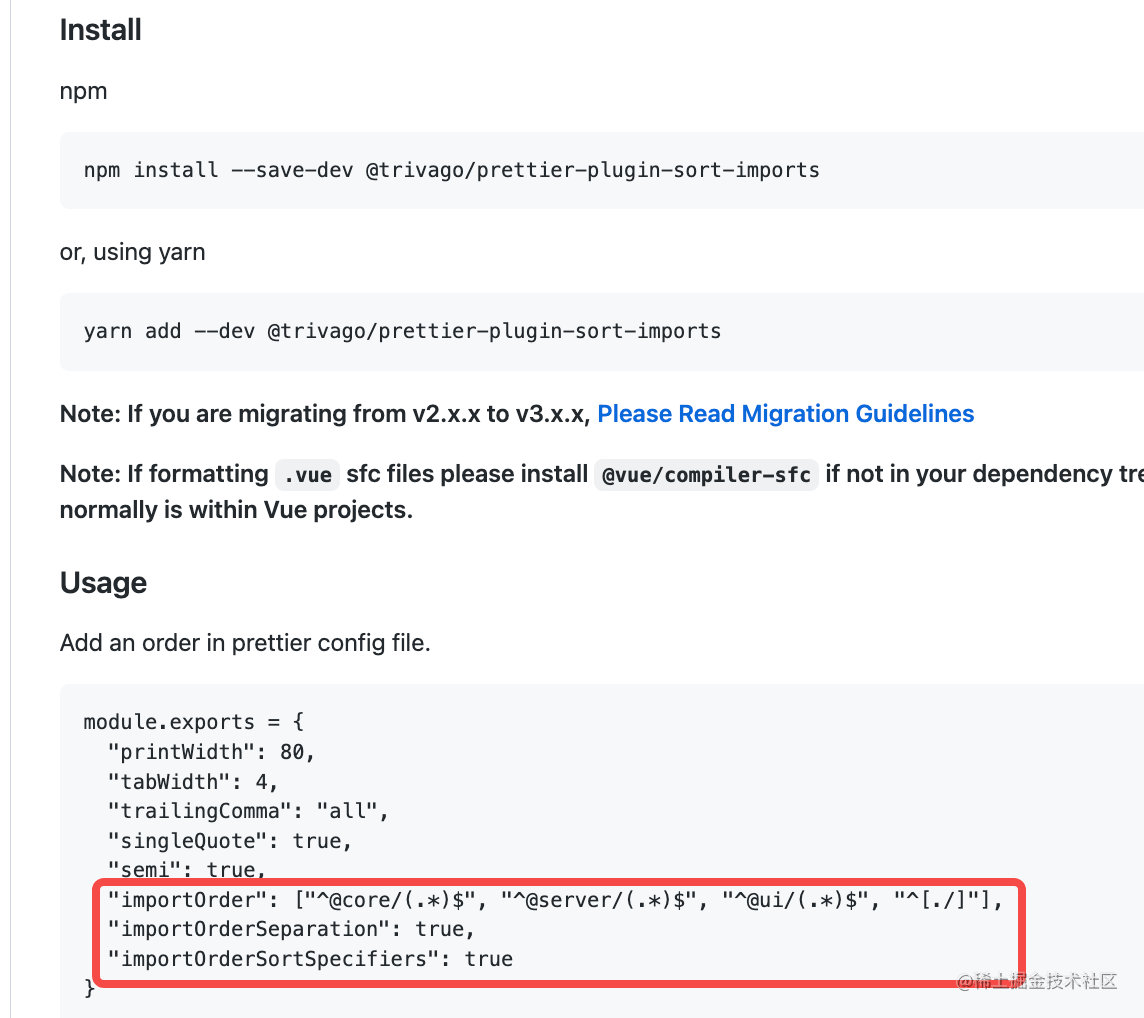 Install
npm
npm install --save-dev @trivago/prettier-plugin-sort-imports
or, using yarn
yarn add --dev @trivago/prettier-plugin-sort-imports
Note: If you are migrating from v2.x.x to v3.x.x, Please Read Migration Guidelines
Note: If formatting .vue sfc files please install @vue/compiler-sfc if not in your dependency tre
normally is within Vue projects.
Usage
Add an order in prettier config file.
module.exports = {
  "printWidth": 80,
  "tabWidth": 4,
  "trailingComma": "all",
  "singleQuote": true,
  "semi": true,
  "importOrder": ["^@core/(.*)$", "^@server/(.*)$", "^@ui/(.*)$", "^[./]"],
  "importOrderSeparation": true,
  "importOrderSortSpecifiers": true
}
@稀土掘金技术社区